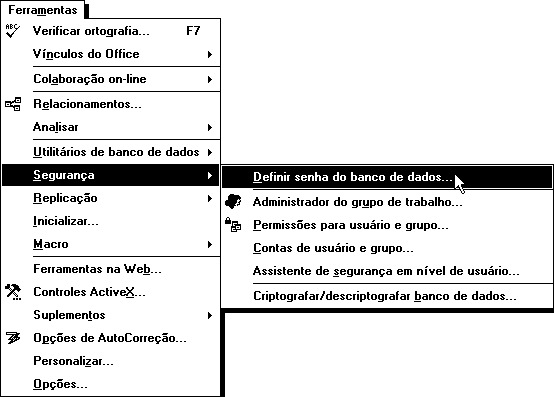 Ferramentas
Verificar ortografia... F7
Vínculos do Office
Colaboração on-line
Relacionamentos...
Analisar
Utilitários de banco de dados
Segurança
Replicação
Inicializar...
Macro
Ferramentas na Web...
Controles ActiveX...
Suplementos
Opções de AutoCorreção...
Personalizar...
Opções...
Definir senha do banco de dados...
Administrador do grupo de trabalho...
Permissões para usuário e grupo...
Contas de usuário e grupo...
Assistente de segurança em nível de usuário...
Criptografar/descriptografar banco de dados...